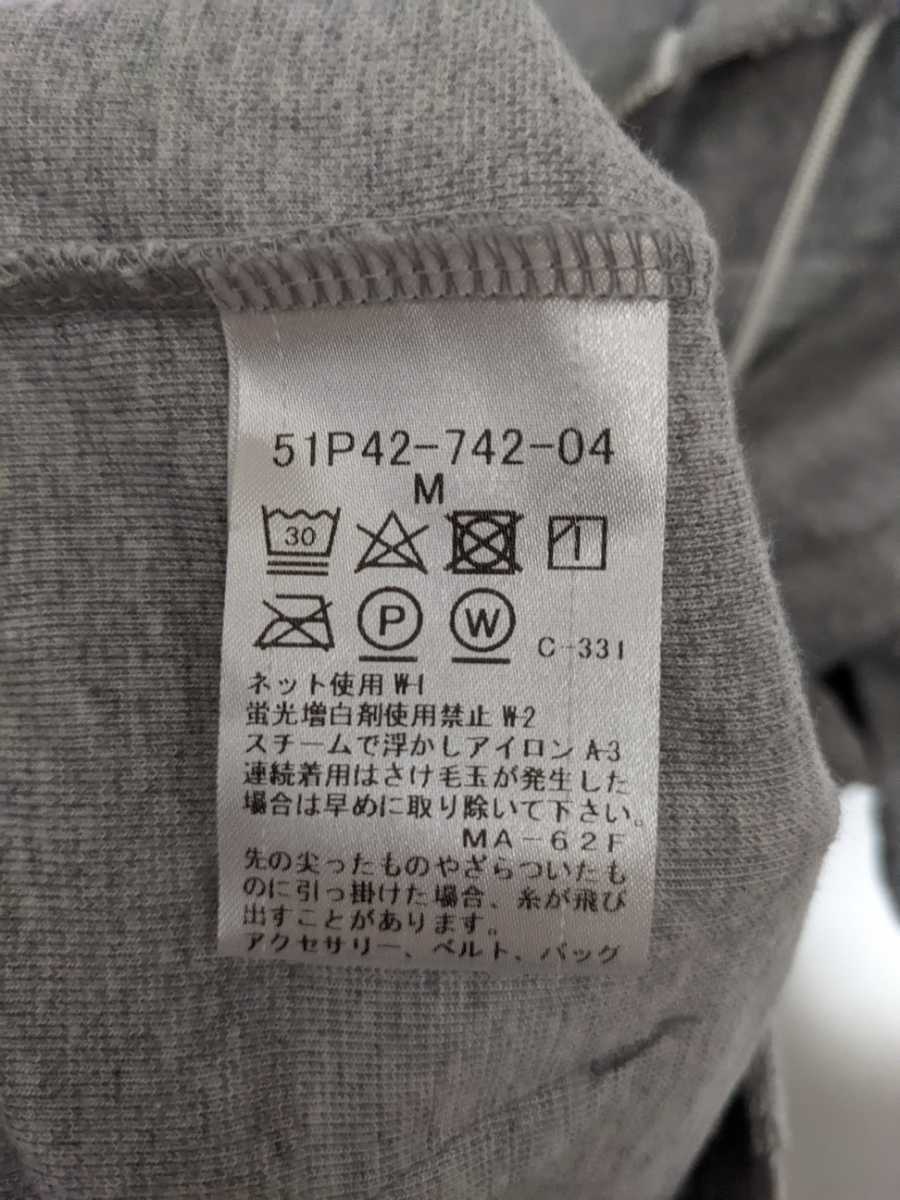 51P42-742-04
M
30
P W C-331
ネット使用 W-1
蛍光増白剤使用禁止 W-2
スチームで浮かしアイロン A-3
連続着用はさけ毛玉が発生した
場合は早めに取り除いて下さい。
MA-62F
先の尖ったものやざらついたも
のに引っ掛けた場合、糸が飛び
出すことがあります。
アクセサリー、ベルト、バッグ